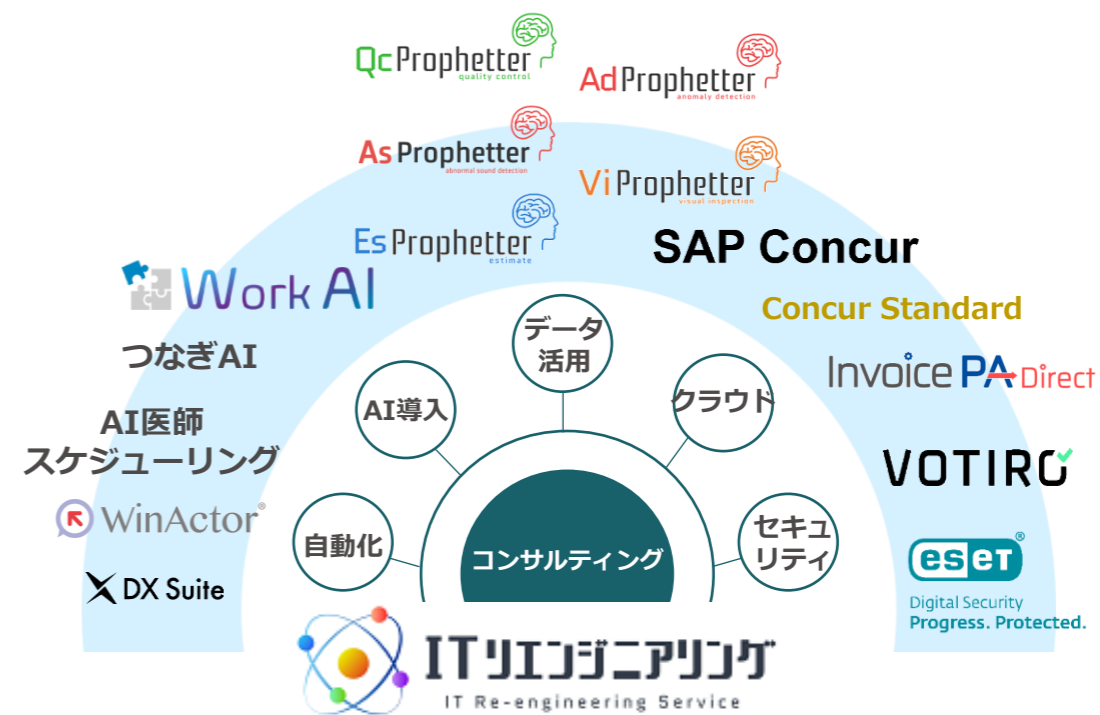 QcProphetter
quality control
AdProphetter
anomaly detection
AsProphetter
abnormal sound detection
ViProphetter
visual inspection
EsProphetter
estimate
SAP Concur
Work AI
Concur Standard
つなぎAI
Invoice PA Direct
AI医師
スケジューリング
VOTIRO
WinActor®
DX Suite
eset®
Digital Security
Progress. Protected.
データ
活用
AI導入
クラウド
自動化
セキュ
リティ
コンサルティング
ITリエンジニアリング
IT Re-engineering Service